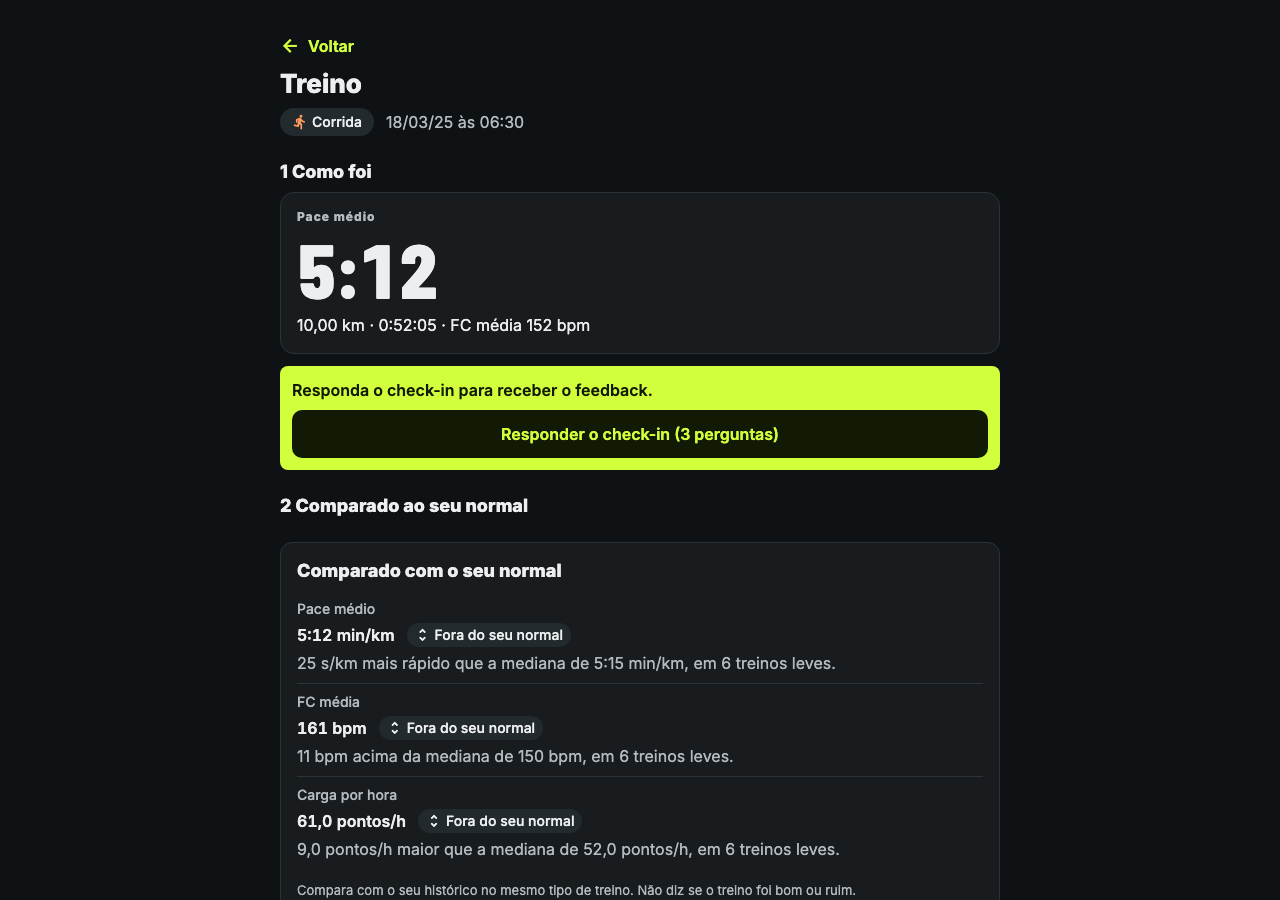 Voltar
Treino
Corrida 18/03/25 às 06:30
1 Como foi
Pace médio
5:12
10,00 km · 0:52:05 · FC média 152 bpm
Responda o check-in para receber o feedback.
Responder o check-in (3 perguntas)
2 Comparado ao seu normal
Comparado com o seu normal
Pace médio
5:12 min/km Fora do seu normal
25 s/km mais rápido que a mediana de 5:15 min/km, em 6 treinos leves.
FC média
161 bpm Fora do seu normal
11 bpm acima da mediana de 150 bpm, em 6 treinos leves.
Carga por hora
61,0 pontos/h Fora do seu normal
9,0 pontos/h maior que a mediana de 52,0 pontos/h, em 6 treinos leves.
Compara com o seu histórico no mesmo tipo de treino. Não diz se o treino foi bom ou ruim.